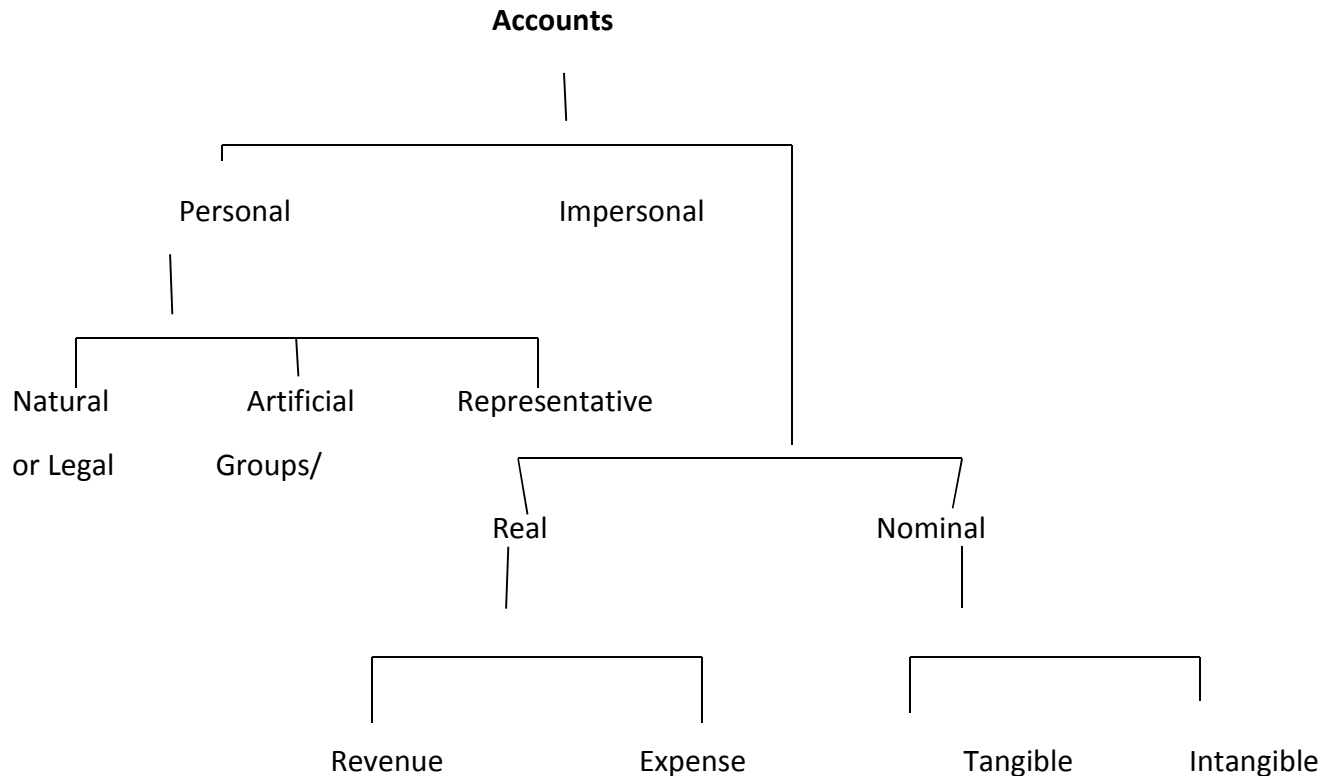 Accounts
Personal Impersonal
Natural Artificial Representative
or Legal Groups/
Real Nominal
Revenue Expense Tangible Intangible